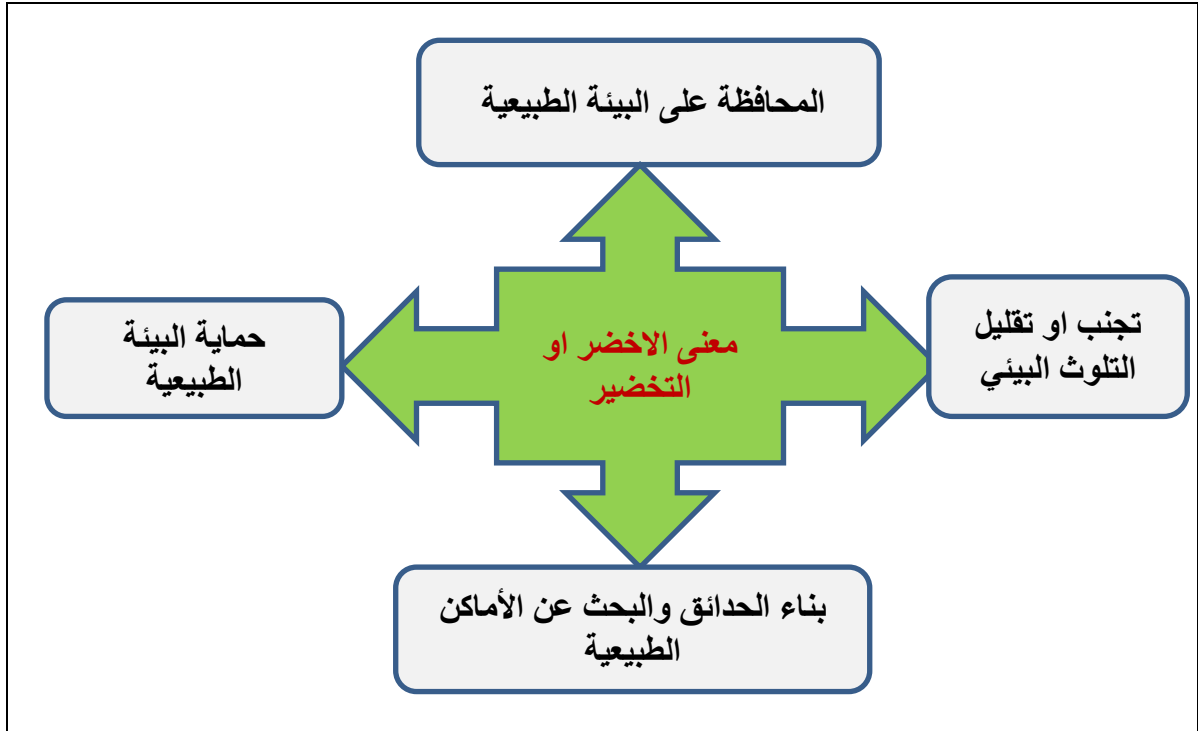 المحافظة على البيئة الطبيعية
تجنب او تقليل
التلوث البيئي
معنى الاخضر او
التخضير
حماية البيئة
الطبيعية
بناء الحدائق والبحث عن الأماكن
الطبيعية